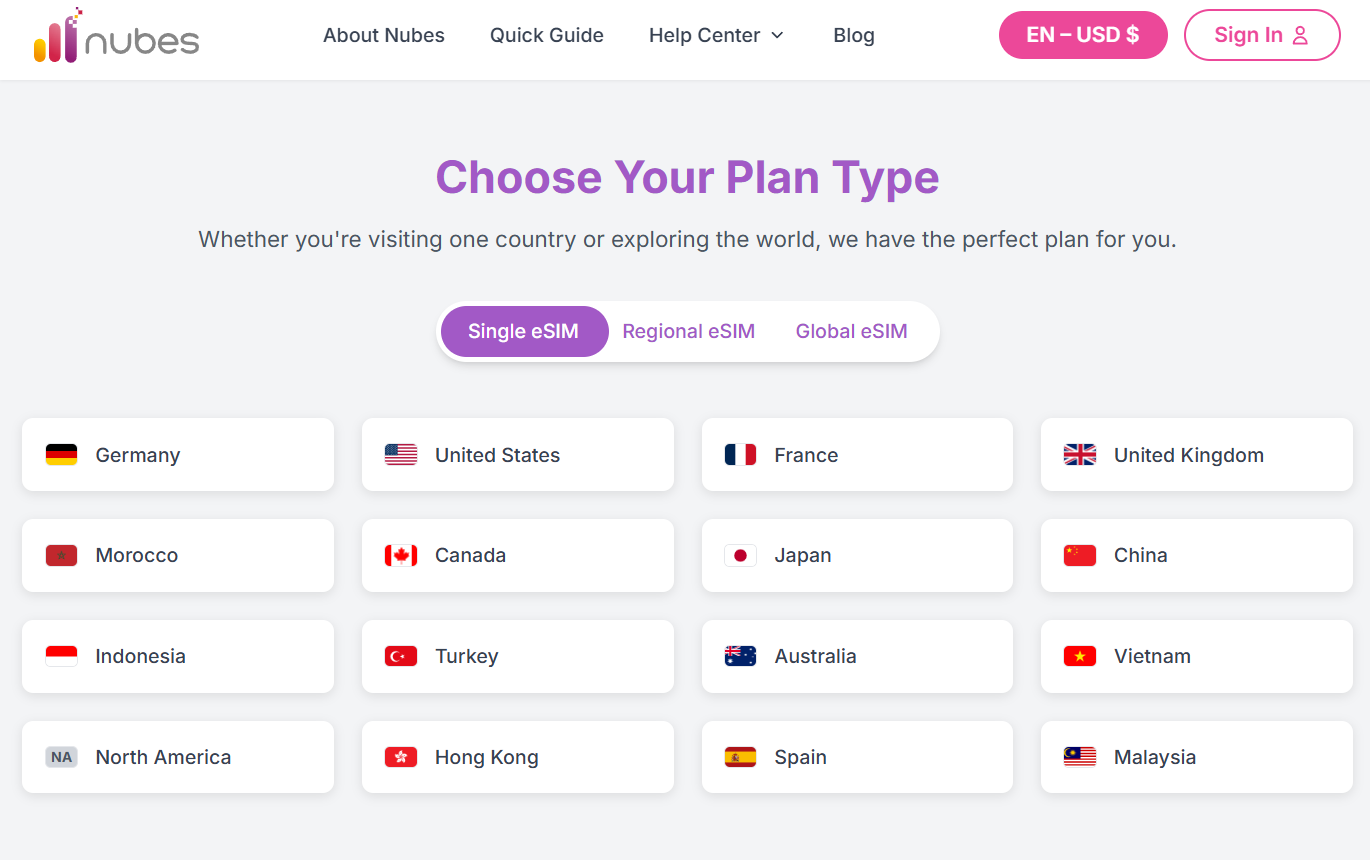 nubes
About Nubes
Quick Guide
Help Center
Blog
EN – USD $
Sign In
Choose Your Plan Type
Whether you're visiting one country or exploring the world, we have the perfect plan for you.
Single eSIM
Regional eSIM
Global eSIM
Germany
United States
France
United Kingdom
Morocco
Canada
Japan
China
Indonesia
Turkey
Australia
Vietnam
NA
North America
Hong Kong
Spain
Malaysia